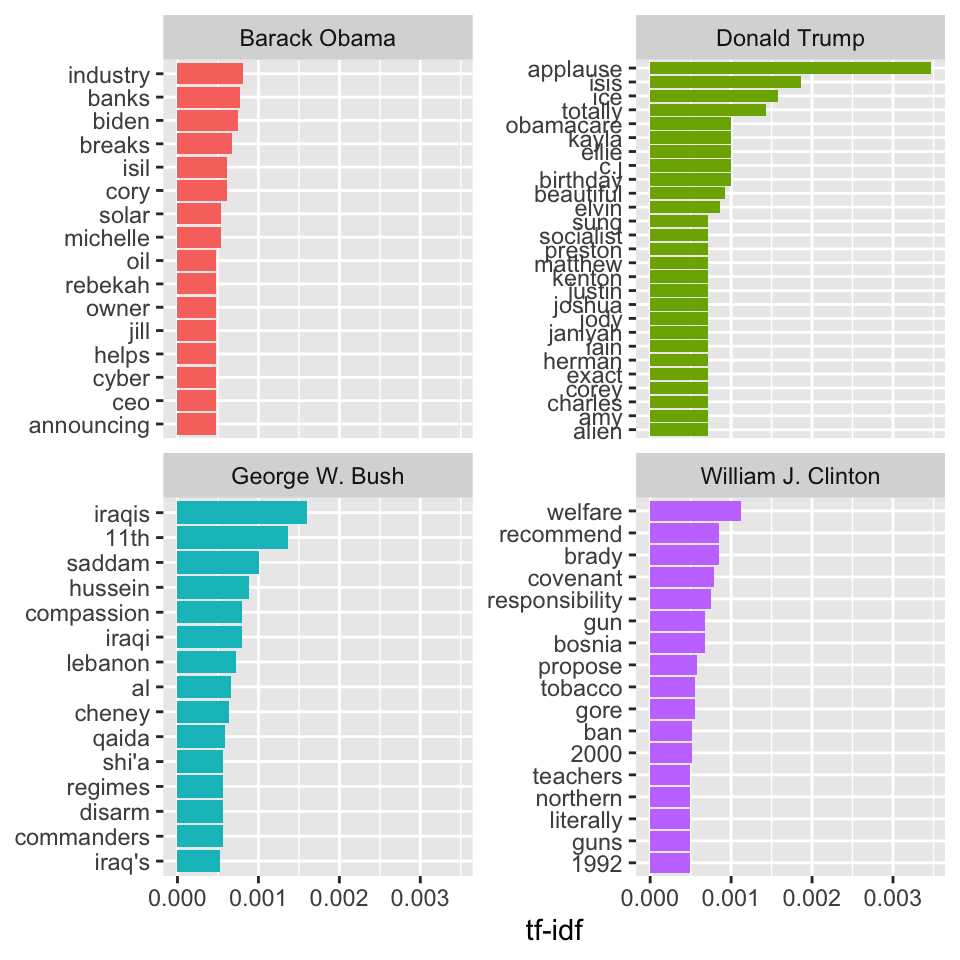 Barack Obama
industry
banks
biden
breaks
isil
cory
solar
michelle
oil
rebekah
owner
jill
helps
cyber
ceo
announcing
Donald Trump
applause
isis
ice
totally
obamacare
kayla
ellie
c.j
birthday
beautiful
elvin
sung
socialist
preston
matthew
kenton
justin
joshua
jody
janiyah
fain
herman
exact
corey
charles
amy
alien
George W. Bush
iraqis
11th
saddam
hussein
compassion
iraqi
lebanon
al
cheney
qaida
shi'a
regimes
disarm
commanders
iraq's
0.000 0.001 0.002 0.003
William J. Clinton
welfare
recommend
brady
covenant
responsibility
gun
bosnia
propose
tobacco
gore
ban
2000
teachers
northern
literally
guns
1992
0.000 0.001 0.002 0.003
tf-idf